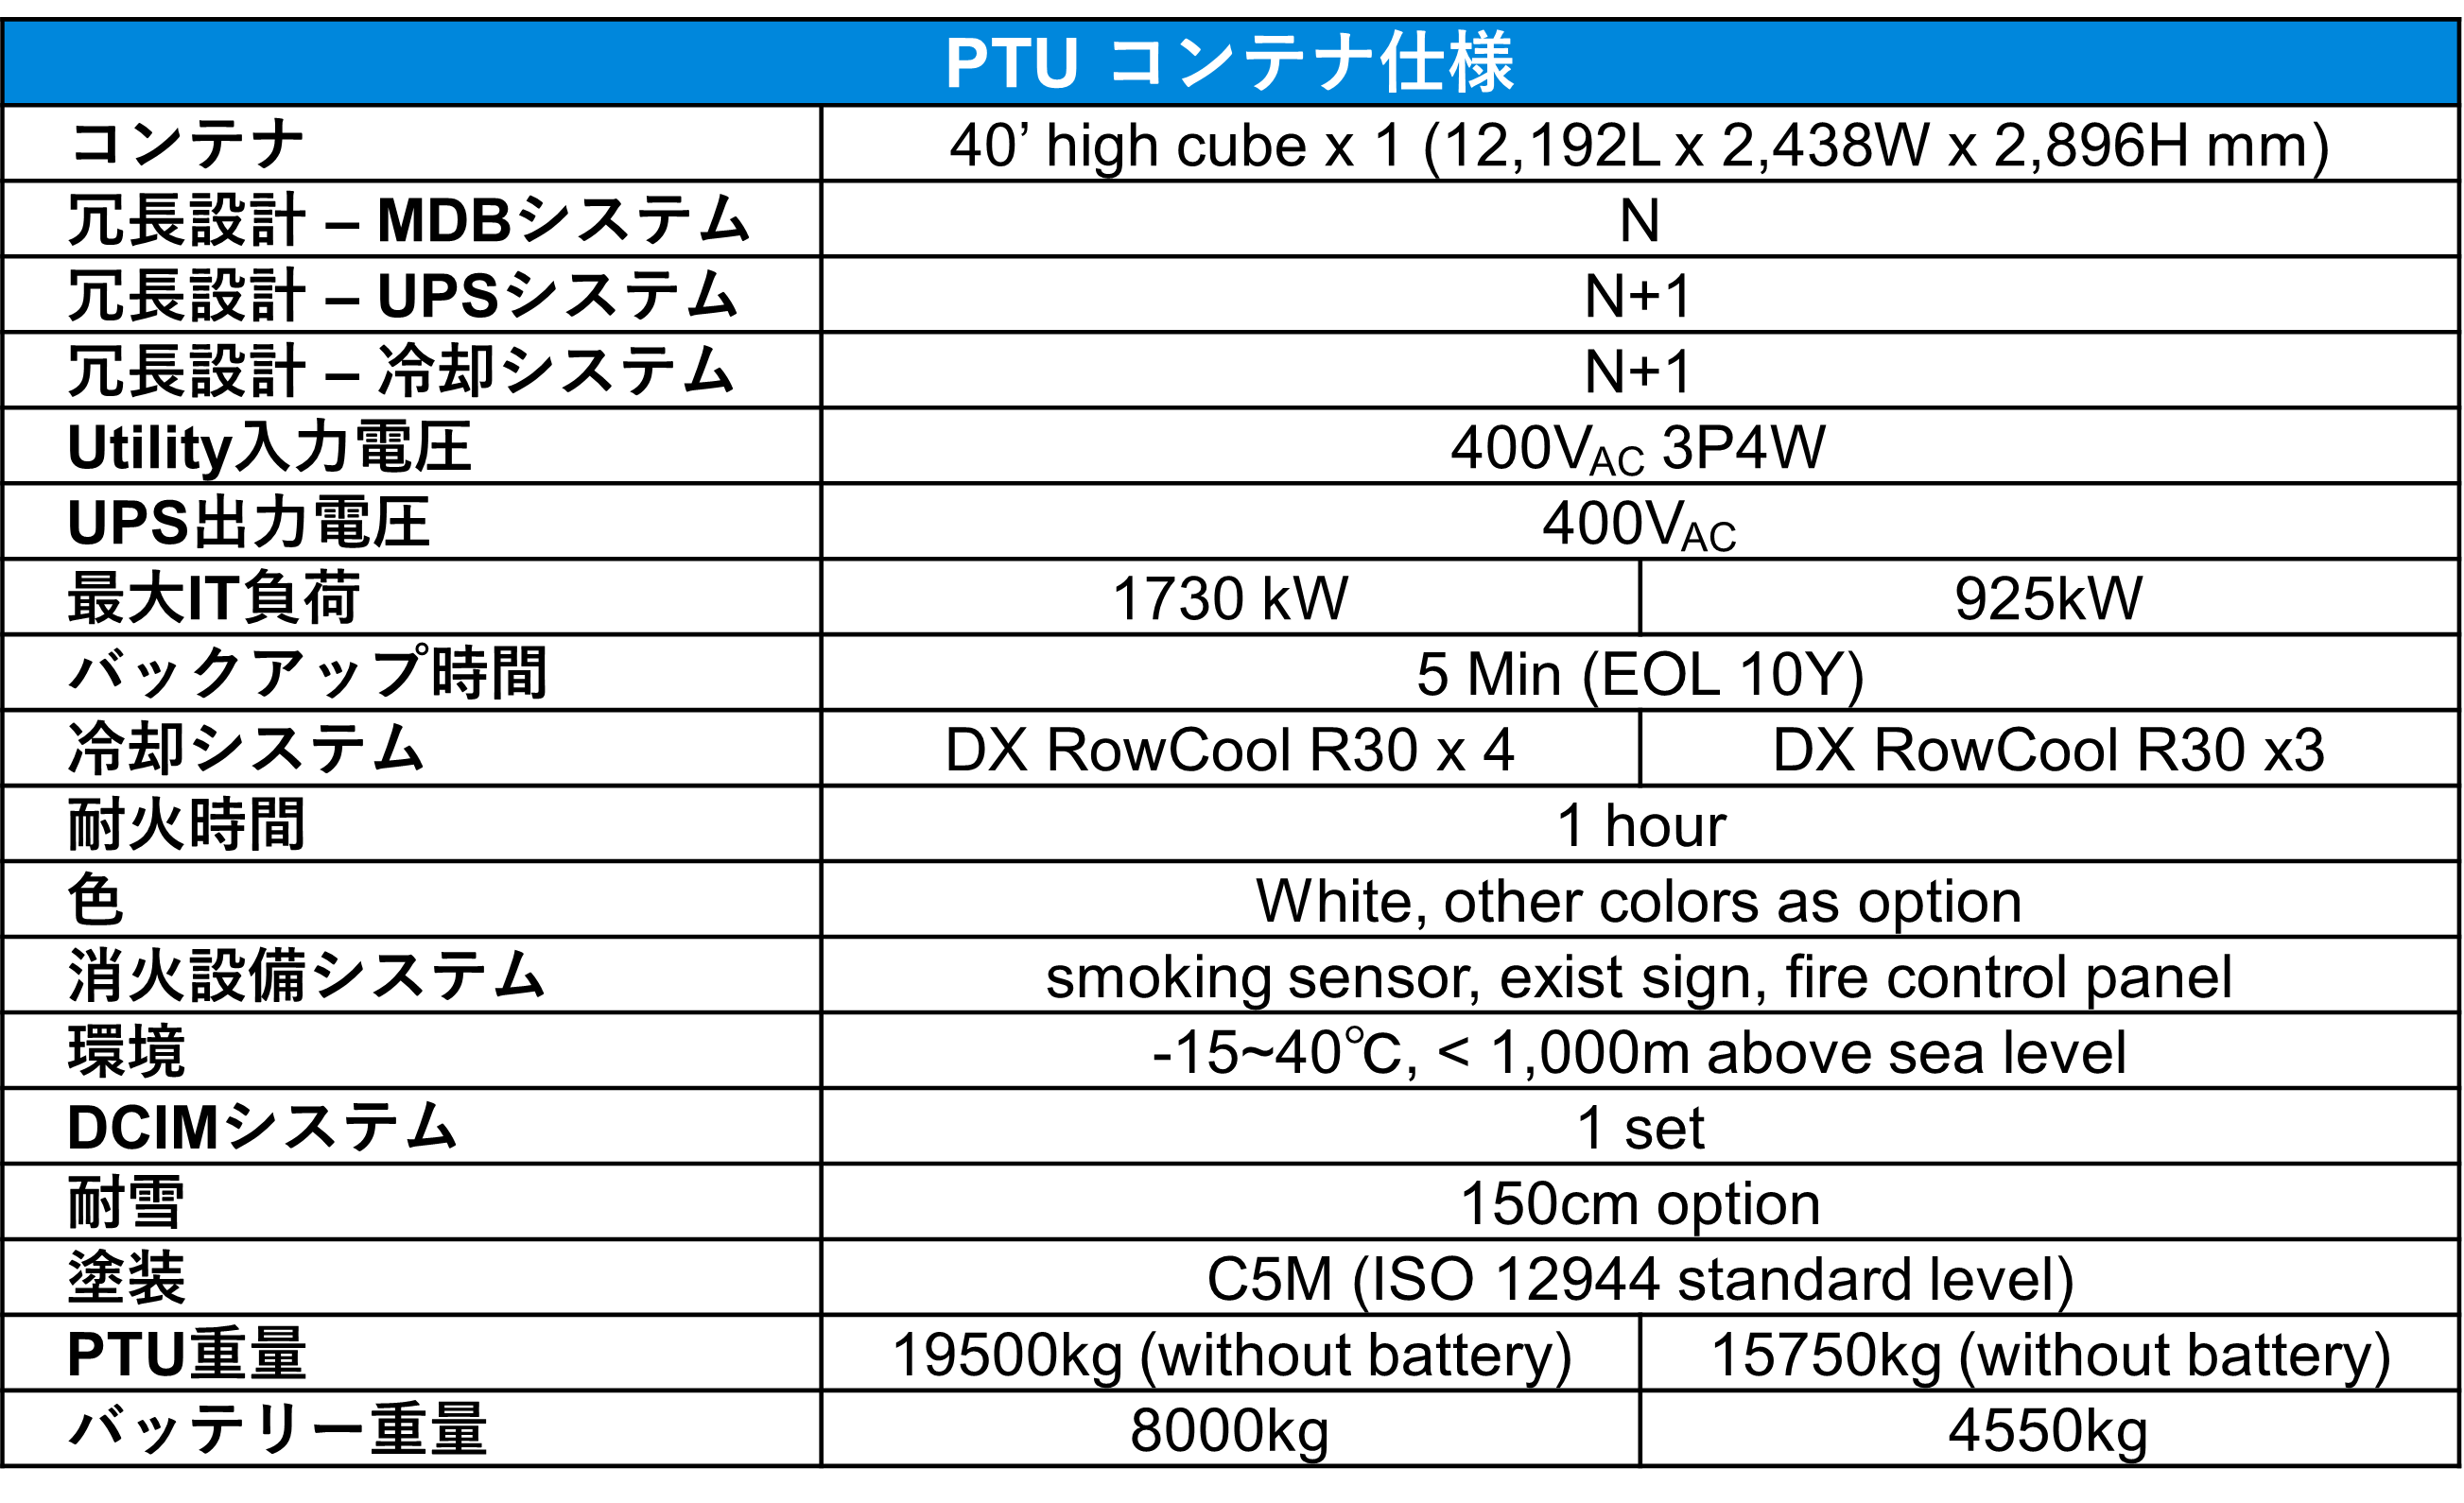 PTU コンテナ仕様
コンテナ 40’ high cube x 1 (12,192L x 2,438W x 2,896H mm)
冗長設計 – MDBシステム N
冗長設計 – UPSシステム N+1
冗長設計 – 冷却システム N+1
Utility入力電圧 400VAC 3P4W
UPS出力電圧 400VAC
最大IT負荷 1730 kW 925kW
バックアップ時間 5 Min (EOL 10Y)
冷却システム DX RowCool R30 x 4 DX RowCool R30 x3
耐火時間 1 hour
色 White, other colors as option
消火設備システム smoking sensor, exist sign, fire control panel
環境 -15~40℃, < 1,000m above sea level
DCIMシステム 1 set
耐雪 150cm option
塗装 C5M (ISO 12944 standard level)
PTU重量 19500kg (without battery) 15750kg (without battery)
バッテリー重量 8000kg 4550kg